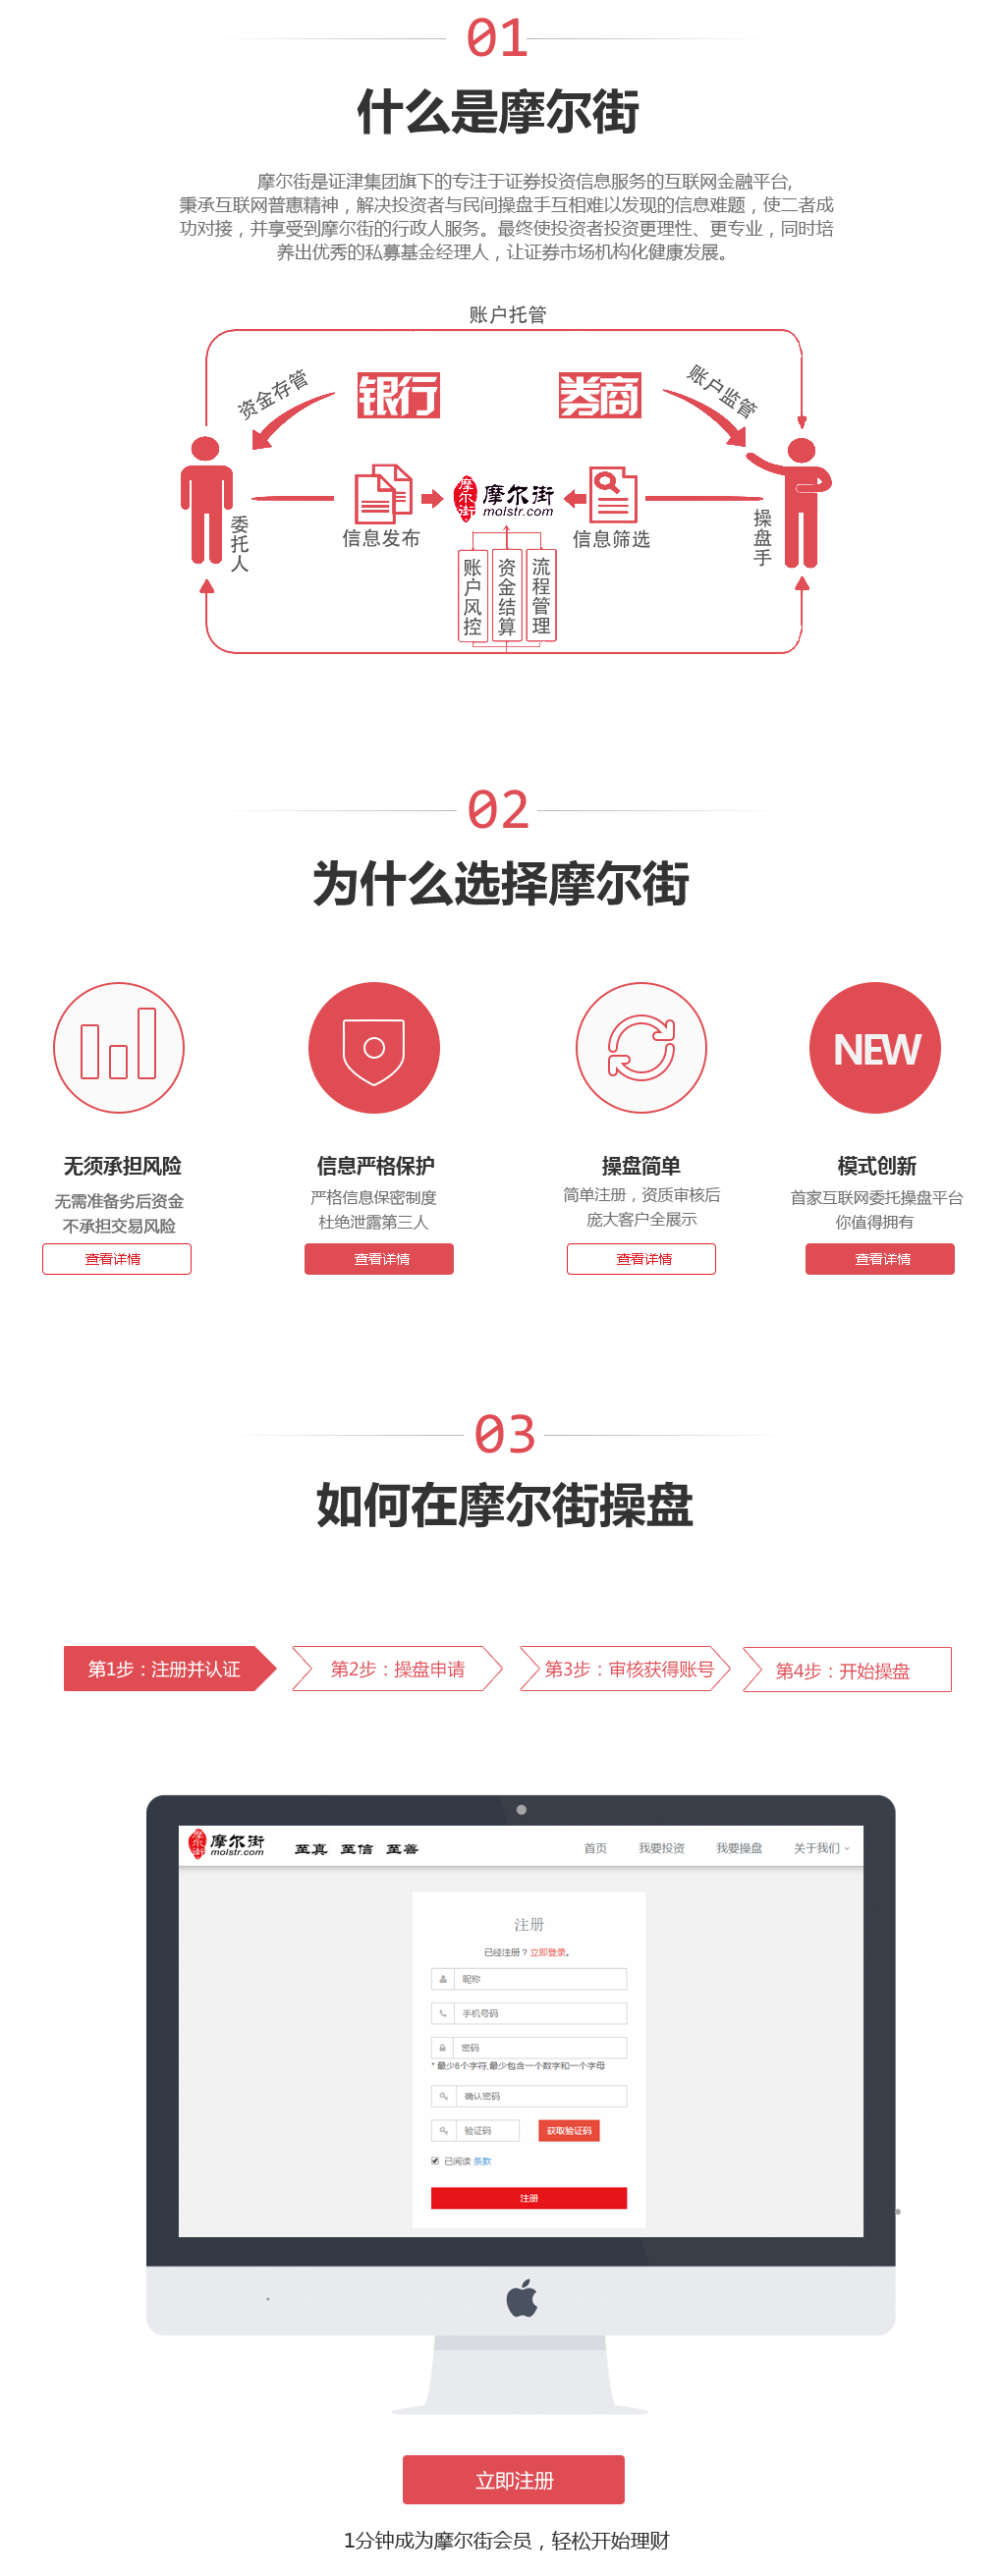 01
什么是摩尔街
摩尔街是证津集团旗下的专注于证券投资信息服务的互联网金融平台,
秉承互联网普惠精神，解决投资者与民间操盘手互相难以发现的信息难题，使二者成
功对接，并享受到摩尔街的行政人服务。最终使投资者投资更理性、更专业，同时培
养出优秀的私募基金经理人，让证券市场机构化健康发展。
账户托管
资金存管
银行
券商
账户监管
委托人
信息发布
摩尔街
摩尔街
molstr.com
信息筛选
操盘手
账户风控
资金结算
流程管理
02
为什么选择摩尔街
NEW
无须承担风险
信息严格保护
操盘简单
模式创新
无需准备劣后资金
不承担交易风险
严格信息保密制度
杜绝泄露第三人
简单注册，资质审核后
庞大客户全展示
首家互联网委托操盘平台
你值得拥有
查看详情
查看详情
查看详情
查看详情
03
如何在摩尔街操盘
第1步：注册并认证
第2步：操盘申请
第3步：审核获得账号
第4步：开始操盘
摩尔街
摩尔街
molstr.com
至真 至信 至善
首页
我要投资
我要操盘
关于我们
注册
已经注册？立即登录。
昵称
手机号码
密码
* 最少8个字符,最少包含一个数字和一个字母
确认密码
验证码
获取验证码
已阅读 条款
注册
立即注册
1分钟成为摩尔街会员，轻松开始理财